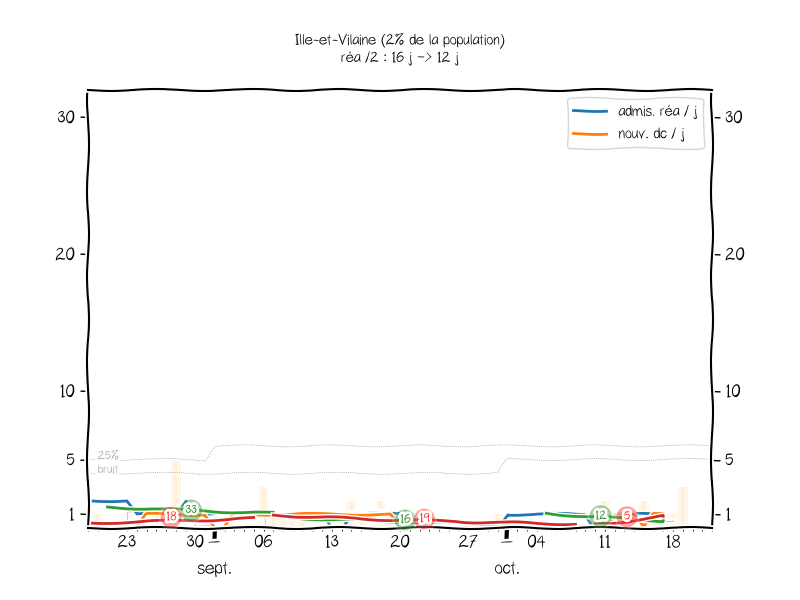 Ille-et-Vilaine (2% de la population)
réa /2 : 16 j -> 12 j
admis. réa / j
nouv. dc / j
30 30
20 20
10 10
5 25% 5
bruit
1 18 33 16 19 12 5 1
23 30 06 13 20 27 04 11 18
sept. oct.